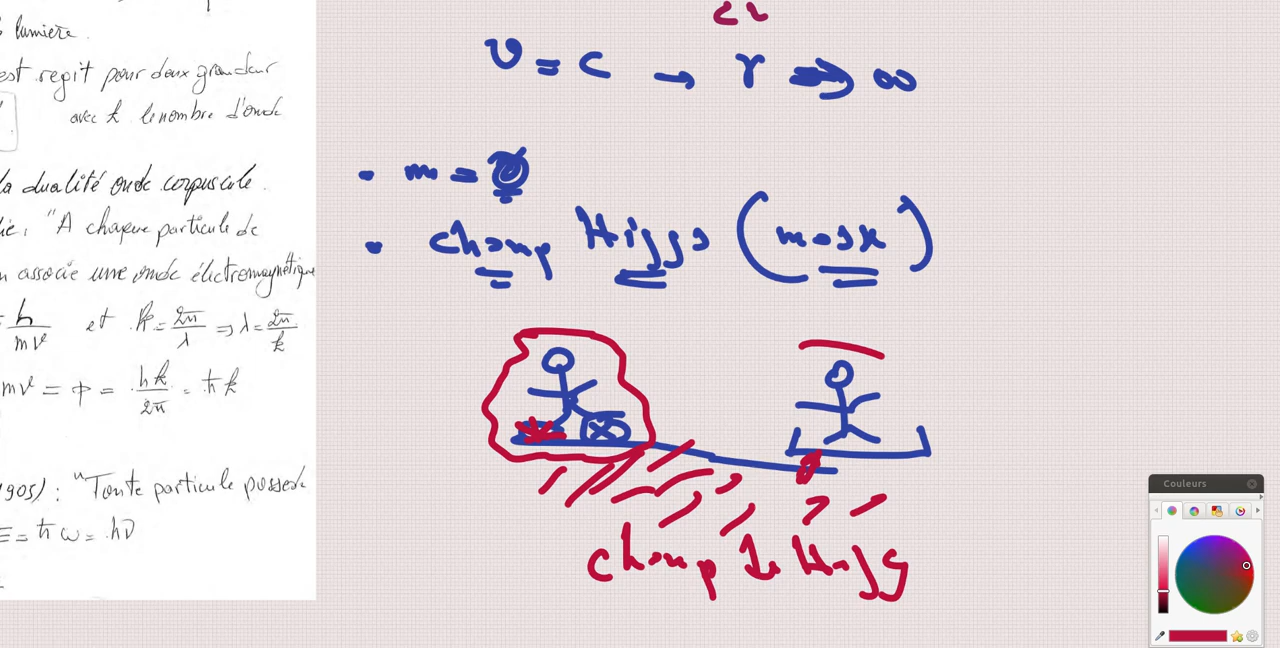 lumière.
est regit pour deux grandeur
avec k le nombre d'onde
la dualité onde corpuscule.
"A chaque particule de
associe une onde électromagnétique
h/mv et k = 2π/λ ⇒ λ = 2π/k
mv = p = hk/2π = ħk
1905) : "Toute particule possède
E = ħω = hν
c²
v = c → γ ⇒ ∞
• m = 0
• champ Higgs (masse)
champ de Higgs
Couleurs